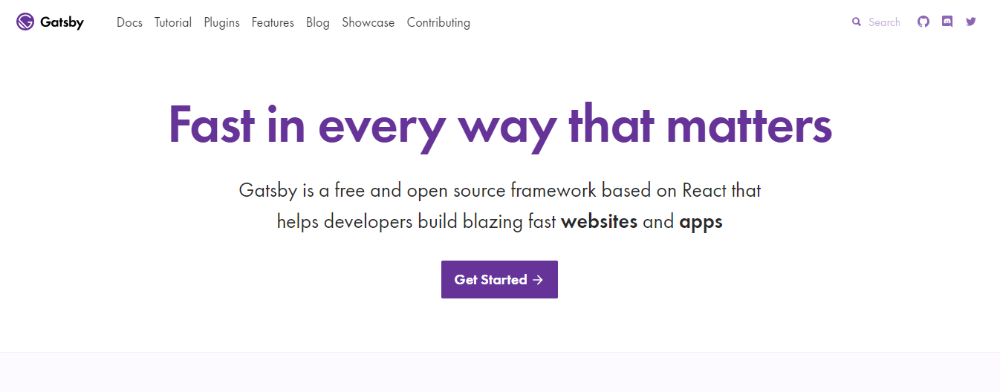 Gatsby Docs Tutorial Plugins Features Blog Showcase Contributing Search
Fast in every way that matters
Gatsby is a free and open source framework based on React that
helps developers build blazing fast websites and apps
Get Started →